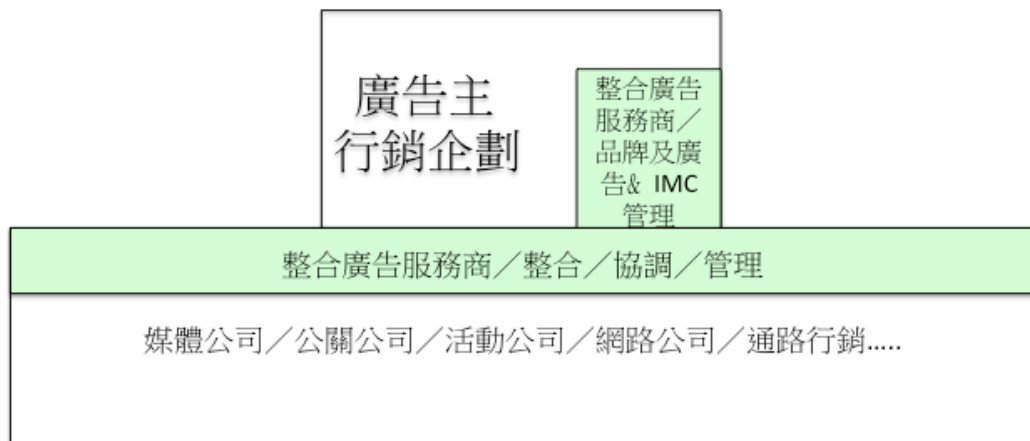 廣告主
行銷企劃
整合廣告
服務商／
品牌及廣
告& IMC
管理
整合廣告服務商／整合／協調／管理
媒體公司／公關公司／活動公司／網路公司／通路行銷.....